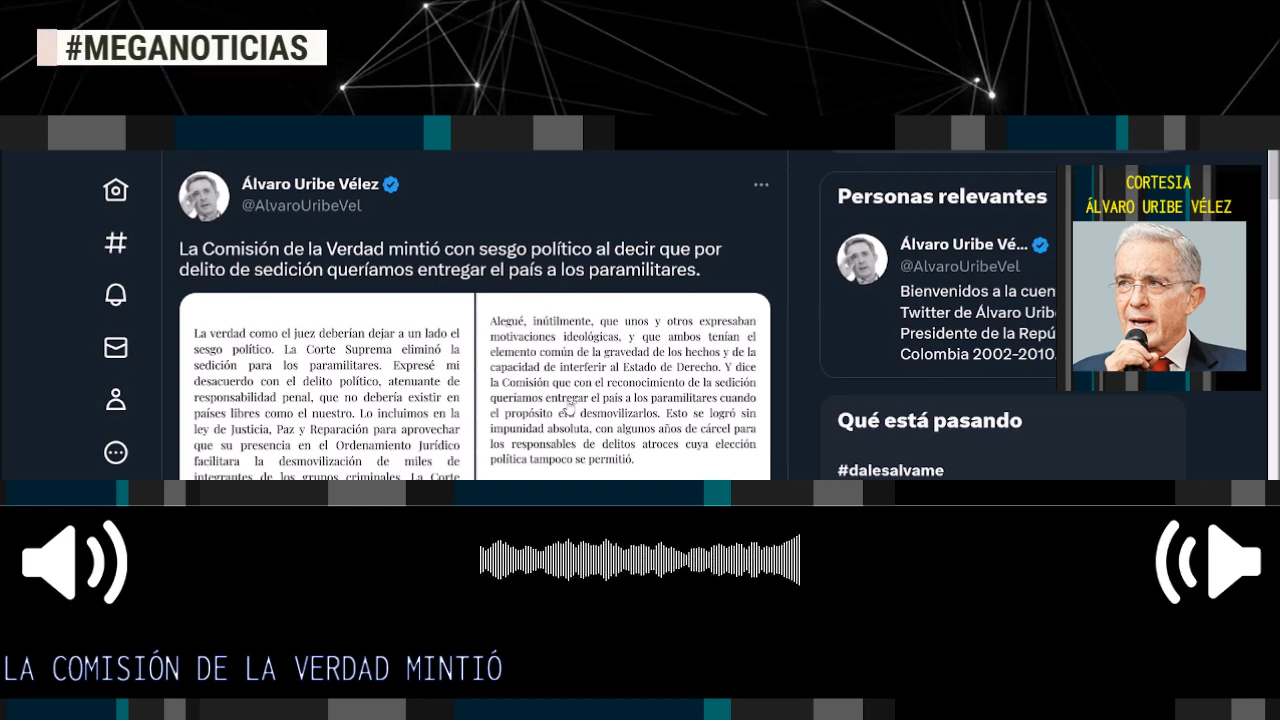 #MEGANOTICIAS
Álvaro Uribe Vélez
@AlvaroUribeVel
La Comisión de la Verdad mintió con sesgo político al decir que por
delito de sedición queríamos entregar el país a los paramilitares.
La verdad como el juez deberían dejar a un lado el
sesgo político. La Corte Suprema eliminó la
sedición para los paramilitares. Expresé mi
desacuerdo con el delito político, atenuante de
responsabilidad penal, que no debería existir en
países libres como el nuestro. Lo incluimos en la
ley de Justicia, Paz y Reparación para aprovechar
que su presencia en el Ordenamiento Jurídico
facilitara la desmovilización de miles de
integrantes de los grupos criminales. La Corte
Alegué, inútilmente, que unos y otros expresaban
motivaciones ideológicas, y que ambos tenían el
elemento común de la gravedad de los hechos y de la
capacidad de interferir al Estado de Derecho. Y dice
la Comisión que con el reconocimiento de la sedición
queríamos entregar el país a los paramilitares cuando
el propósito era desmovilizarlos. Esto se logró sin
impunidad absoluta, con algunos años de cárcel para
los responsables de delitos atroces cuya elección
política tampoco se permitió.
Personas relevantes
Álvaro Uribe Vé...
@AlvaroUribeVel
Bienvenidos a la cuen
Twitter de Álvaro Urib
Presidente de la Repú
Colombia 2002-2010.
CORTESIA
ÁLVARO URIBE VÉLEZ
Qué está pasando
#dalesalvame
LA COMISIÓN DE LA VERDAD MINTIÓ